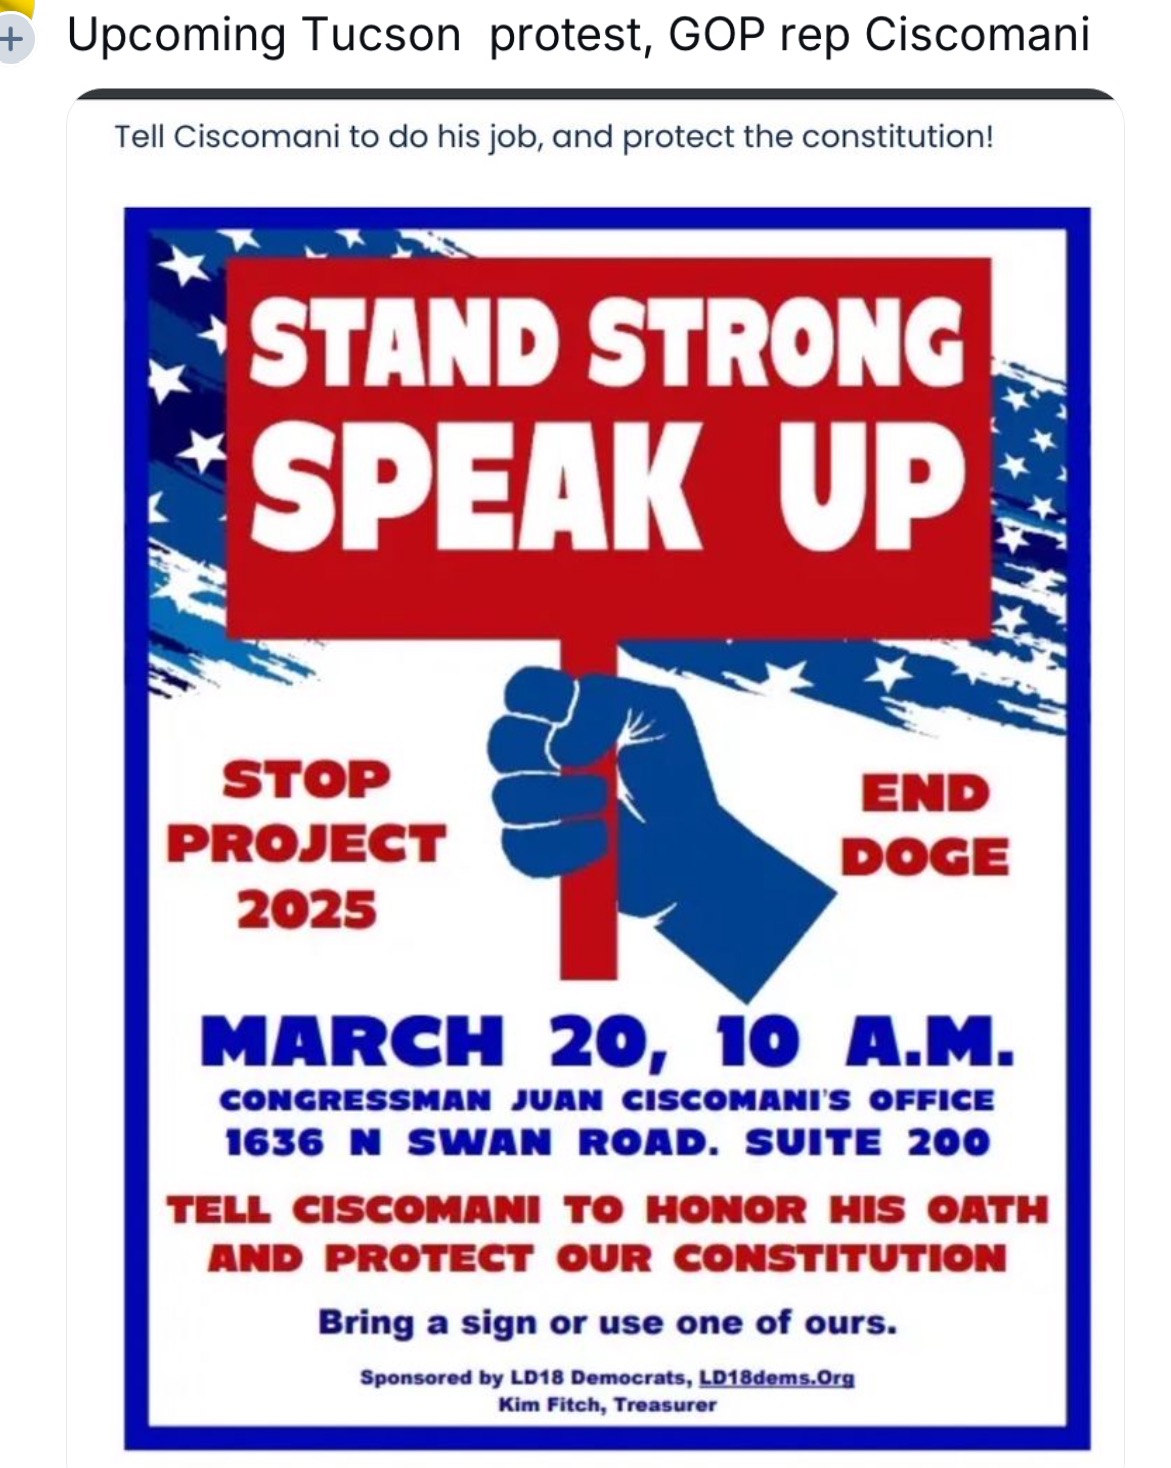 Upcoming Tucson protest, GOP rep Ciscomani
Tell Ciscomani to do his job, and protect the constitution!
STAND STRONG
SPEAK UP
STOP
PROJECT
2025
END
DOGE
MARCH 20, 10 A.M.
CONGRESSMAN JUAN CISCOMANI'S OFFICE
1636 N SWAN ROAD. SUITE 200
TELL CISCOMANI TO HONOR HIS OATH
AND PROTECT OUR CONSTITUTION
Bring a sign or use one of ours.
Sponsored by LD18 Democrats, LD18dems.Org
Kim Fitch, Treasurer